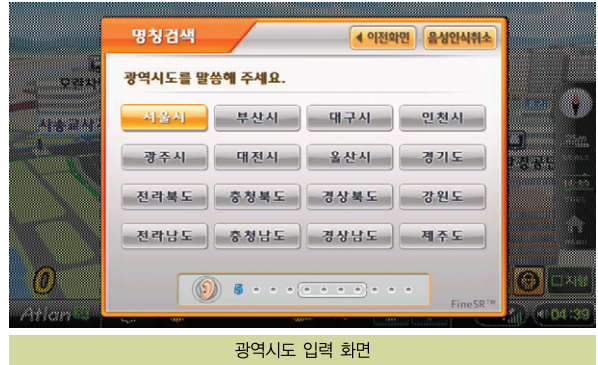 명칭검색
이전화면 음성인식취소
광역시도를 말씀해 주세요.
서울시 부산시 대구시 인천시
광주시 대전시 울산시 경기도
전라북도 충청북도 경상북도 강원도
전라남도 충청남도 경상남도 제주도
5
FineSR™
0 지형
Atlan 04:39
광역시도 입력 화면